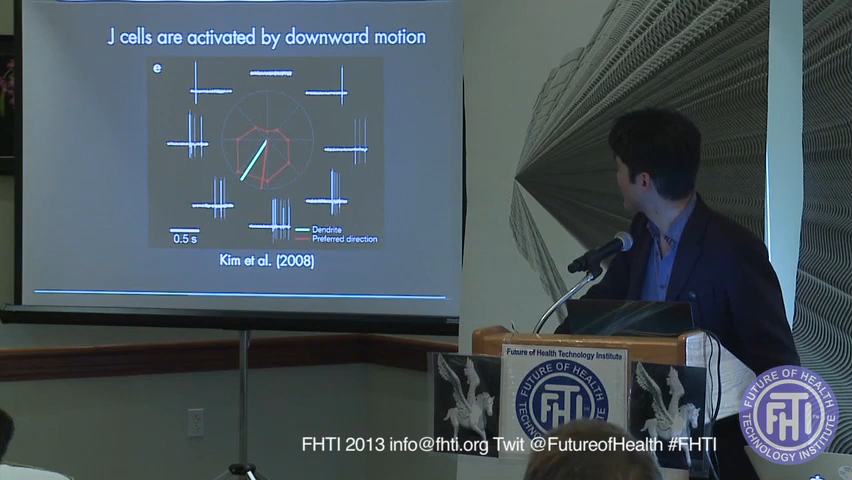 J cells are activated by downward motion
e
0.5 s
Dendrite
Preferred direction
Kim et al. (2008)
Future of Health Technology Institute
FUTURE OF HEALTH
FHTI
TECHNOLOGY INSTITUTE
FUTURE OF HEALTH
FHTI
TECHNOLOGY INSTITUTE
FHTI 2013 info@fhti.org Twit @FutureofHealth #FHTI